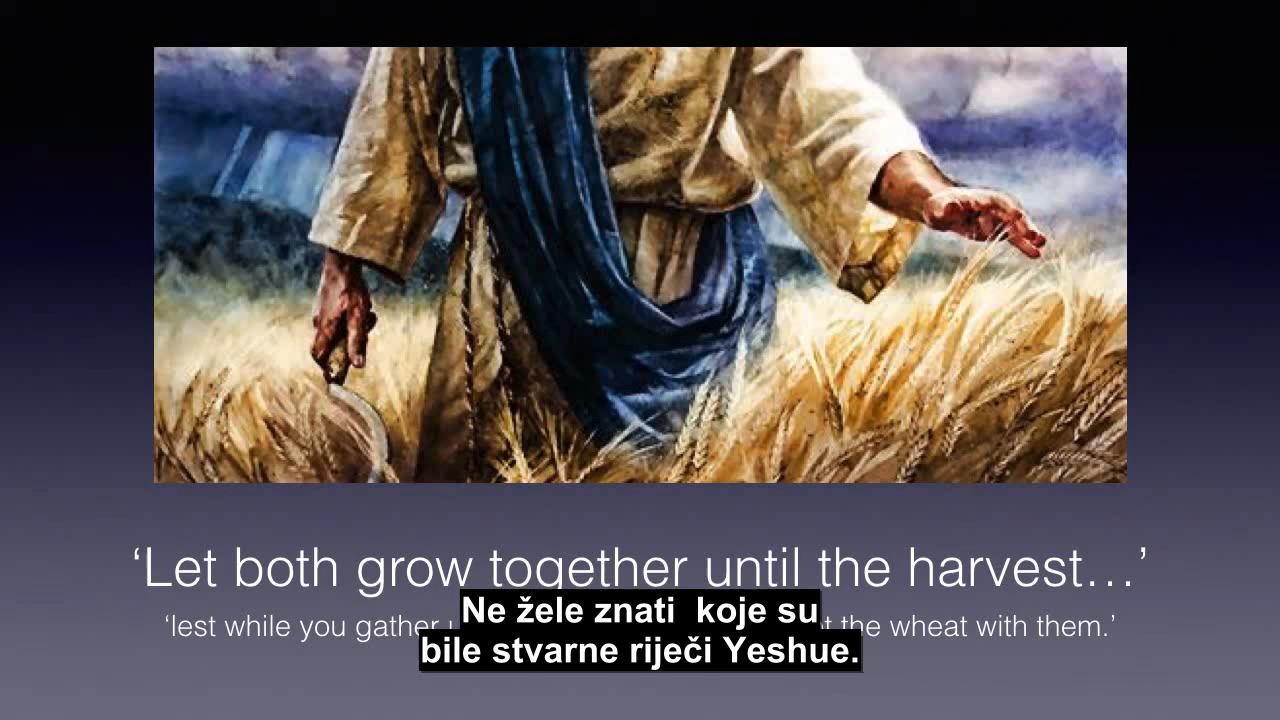 ‘Let both grow together until the harvest…’
‘lest while you gather the wheat with them.’
Ne žele znati koje su
bile stvarne riječi Yeshue.